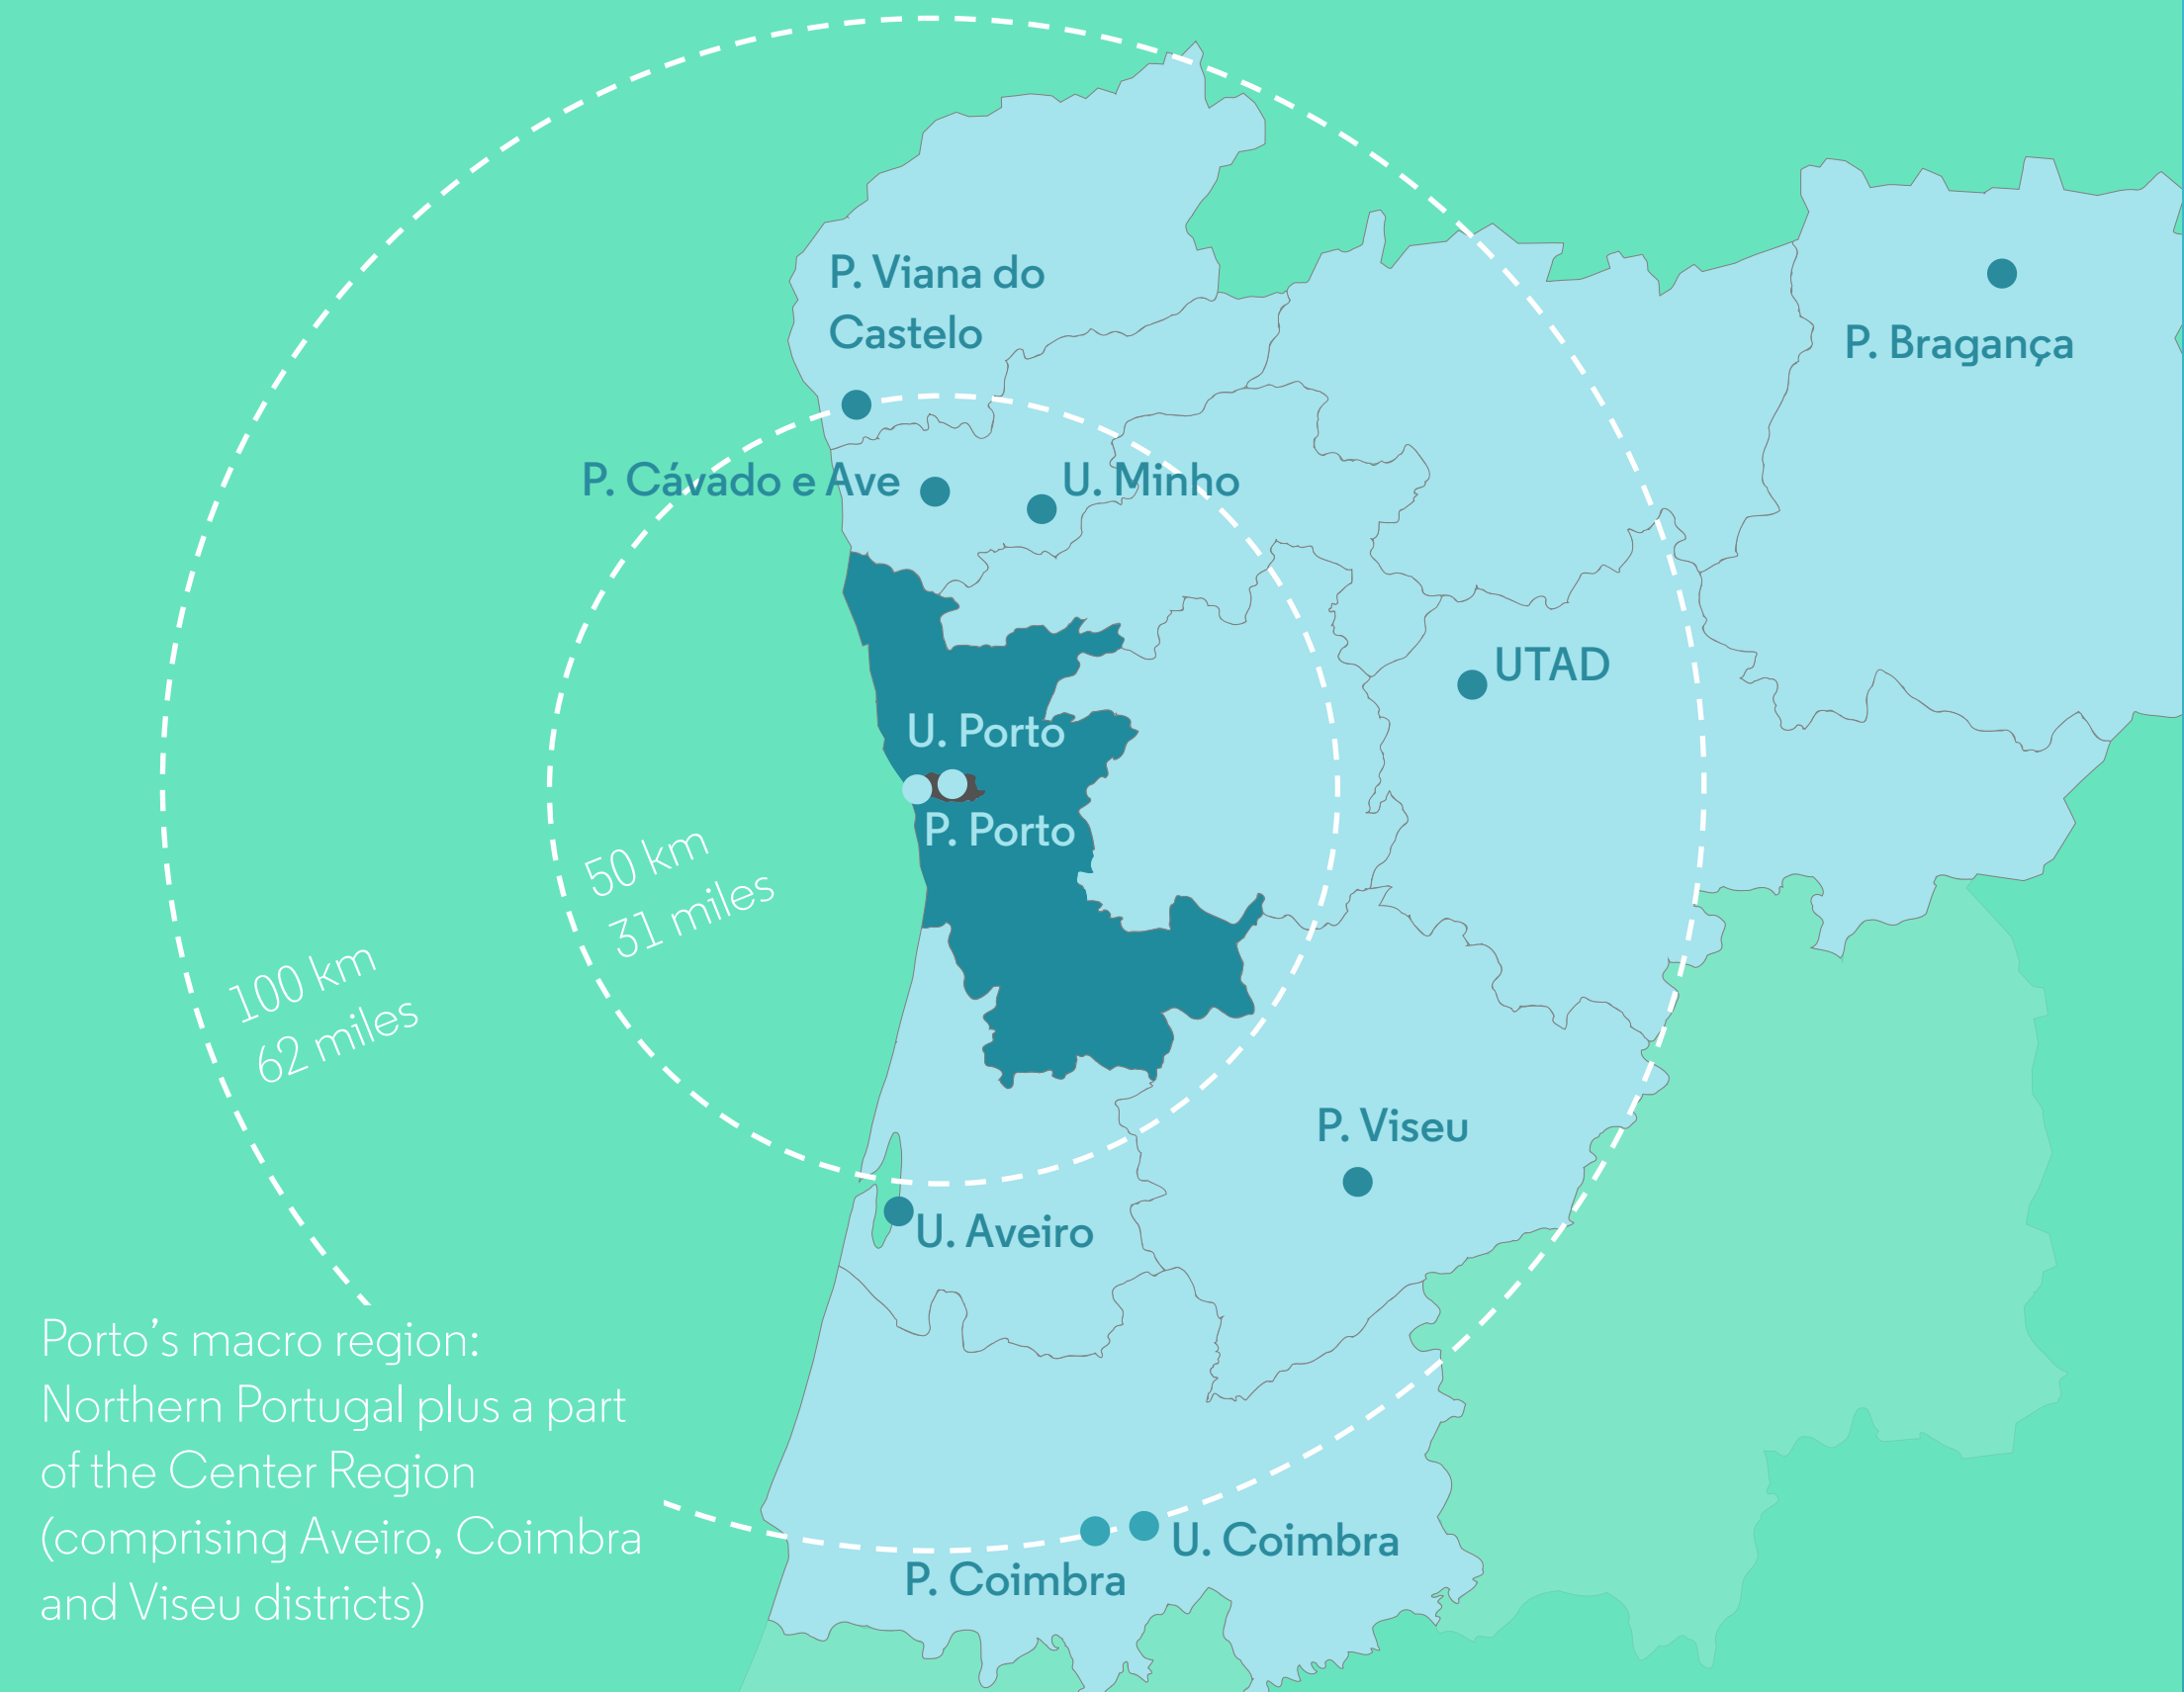 P. Viana do
Castelo
P. Bragança
P. Cávado e Ave
U. Minho
UTAD
U. Porto
P. Porto
50 km
31 miles
100 km
62 miles
P. Viseu
U. Aveiro
Porto’s macro region:
Northern Portugal plus a part
of the Center Region
(comprising Aveiro, Coimbra
and Viseu districts)
U. Coimbra
P. Coimbra